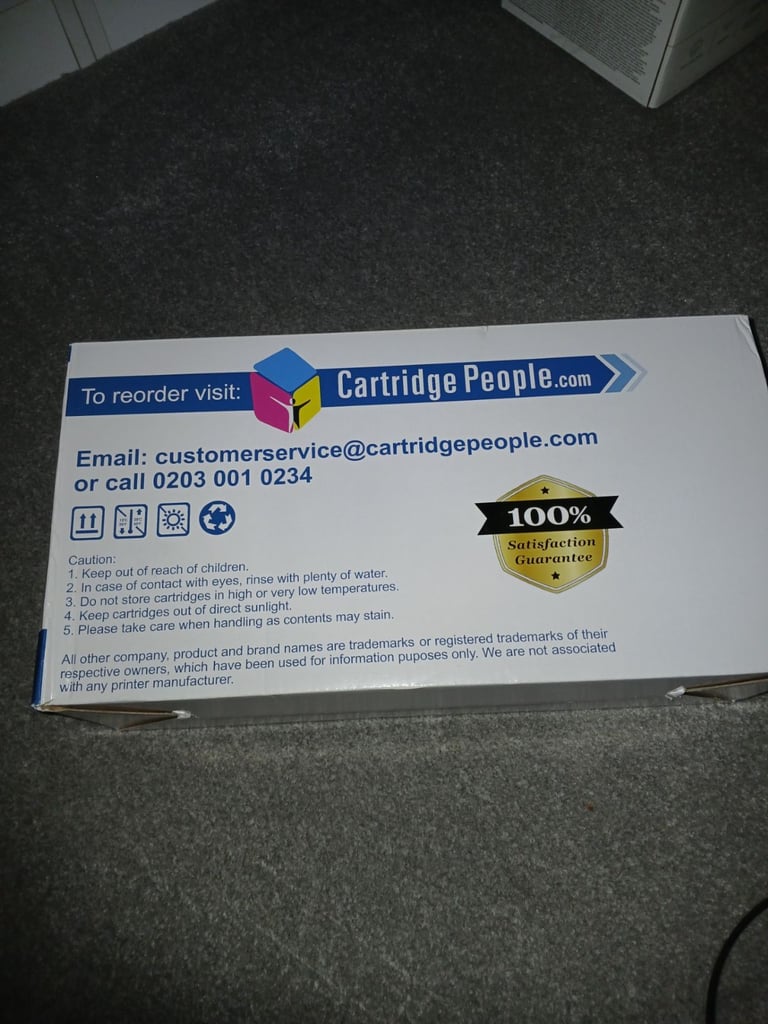 To reorder visit:
CartridgePeople.com
Email: customerservice@cartridgepeople.com
or call 0203 001 0234
100%
Satisfaction
Guarantee
Caution:
1. Keep out of reach of children.
2. In case of contact with eyes, rinse with plenty of water.
3. Do not store cartridges in high or very low temperatures.
4. Keep cartridges out of direct sunlight.
5. Please take care when handling as contents may stain.
All other company, product and brand names are trademarks or registered trademarks of their
respective owners, which have been used for information puposes only. We are not associated
with any printer manufacturer.